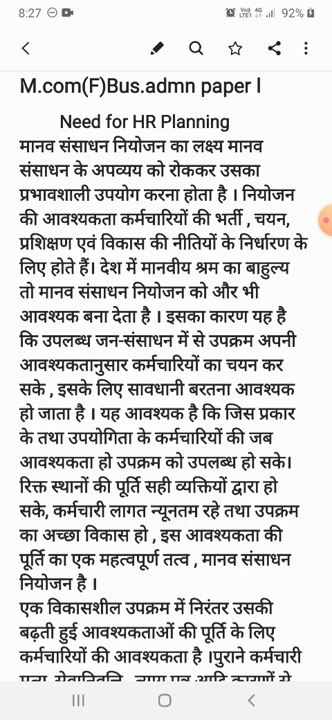 8:27
Vo))
4G
LTE1
92%
M.com(F)Bus.admn paper l
Need for HR Planning
मानव संसाधन नियोजन का लक्ष्य मानव
संसाधन के अपव्यय को रोककर उसका
प्रभावशाली उपयोग करना होता है । नियोजन
की आवश्यकता कर्मचारियों की भर्ती , चयन,
प्रशिक्षण एवं विकास की नीतियों के निर्धारण के
लिए होते हैं। देश में मानवीय श्रम का बाहुल्य
तो मानव संसाधन नियोजन को और भी
आवश्यक बना देता है । इसका कारण यह है
कि उपलब्ध जन-संसाधन में से उपक्रम अपनी
आवश्यकतानुसार कर्मचारियों का चयन कर
सके , इसके लिए सावधानी बरतना आवश्यक
हो जाता है । यह आवश्यक है कि जिस प्रकार
के तथा उपयोगिता के कर्मचारियों की जब
आवश्यकता हो उपक्रम को उपलब्ध हो सके।
रिक्त स्थानों की पूर्ति सही व्यक्तियों द्वारा हो
सके, कर्मचारी लागत न्यूनतम रहे तथा उपक्रम
का अच्छा विकास हो , इस आवश्यकता की
पूर्ति का एक महत्वपूर्ण तत्व , मानव संसाधन
नियोजन है ।
एक विकासशील उपक्रम में निरंतर उसकी
बढ़ती हुई आवश्यकताओं की पूर्ति के लिए
कर्मचारियों की आवश्यकता है ।पुराने कर्मचारी